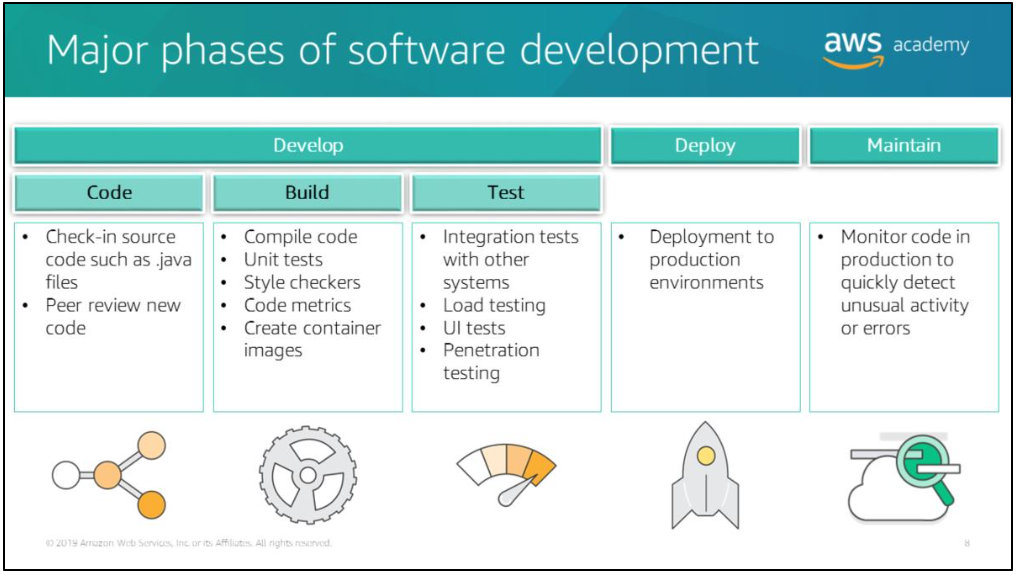 Major phases of software development
aws academy
Develop
Deploy
Maintain
Code
Build
Test
• Check-in source
code such as .java
files
• Peer review new
code
• Compile code
• Unit tests
• Style checkers
• Code metrics
• Create container
images
• Integration tests
with other
systems
• Load testing
• UI tests
• Penetration
testing
• Deployment to
production
environments
• Monitor code in
production to
quickly detect
unusual activity
or errors
© 2019 Amazon Web Services, Inc. or its Affiliates. All rights reserved.
8